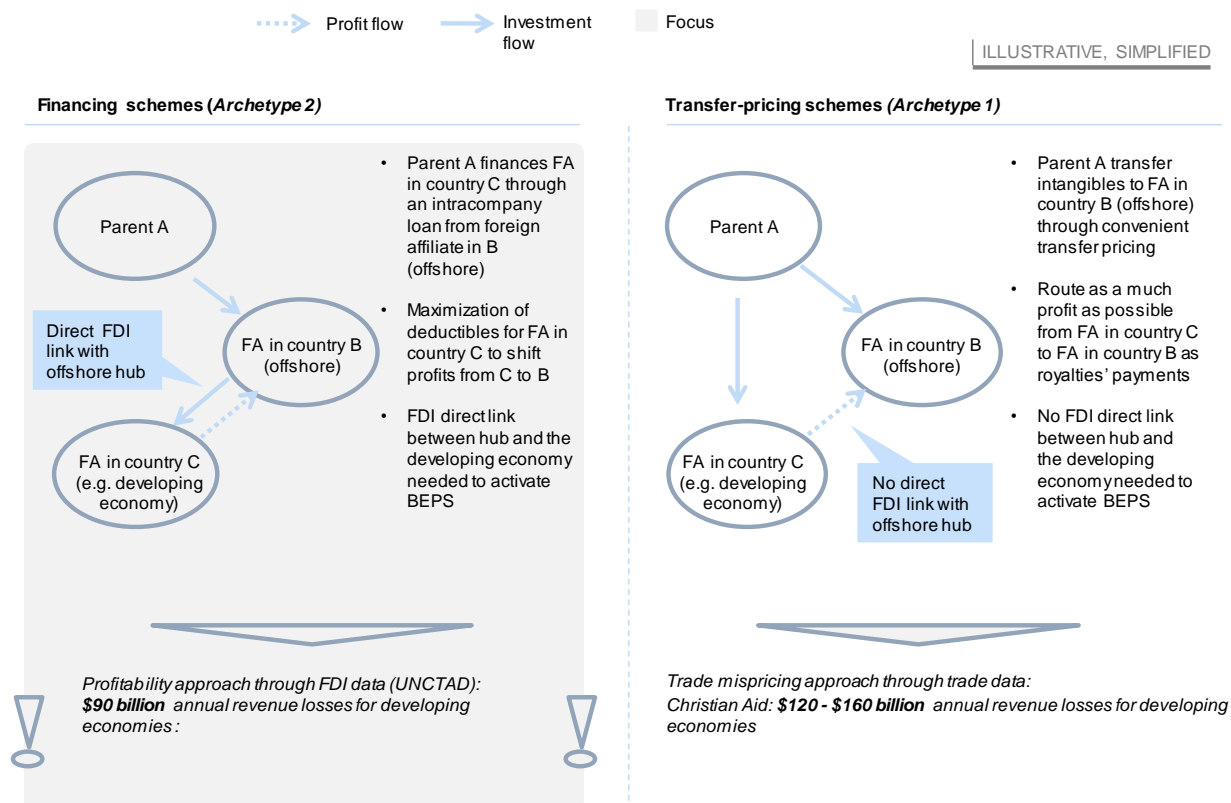 Profit flow
Investment
flow
Focus
ILLUSTRATIVE, SIMPLIFIED
Financing schemes (Archetype 2)
Parent A
Direct FDI
link with
offshore hub
FA in country B
(offshore)
FA in country C
(e.g. developing
economy)
• Parent A finances FA
in country C through
an intracompany
loan from foreign
affiliate in B
(offshore)
• Maximization of
deductibles for FA in
country C to shift
profits from C to B
• FDI direct link
between hub and the
developing economy
needed to activate
BEPS
Profitability approach through FDI data (UNCTAD):
$90 billion annual revenue losses for developing
economies :
Transfer-pricing schemes (Archetype 1)
Parent A
FA in country B
(offshore)
FA in country C
(e.g. developing
economy)
No direct
FDI link with
offshore hub
• Parent A transfer
intangibles to FA in
country B (offshore)
through convenient
transfer pricing
• Route as a much
profit as possible
from FA in country C
to FA in country B as
royalties' payments
• No FDI direct link
between hub and
the developing
economy needed to
activate BEPS
Trade mispricing approach through trade data:
Christian Aid: $120 - $160 billion annual revenue losses for developing
economies